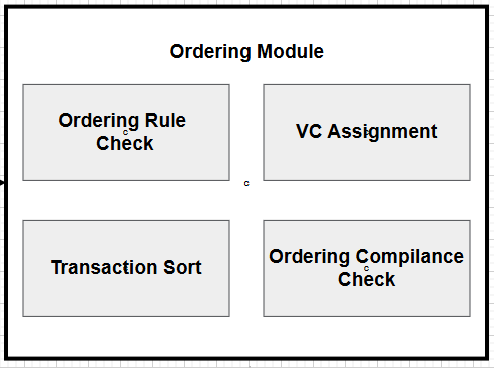 Ordering Module
Ordering Rule
Check
VC Assignment
Transaction Sort
Ordering Compilance
Check